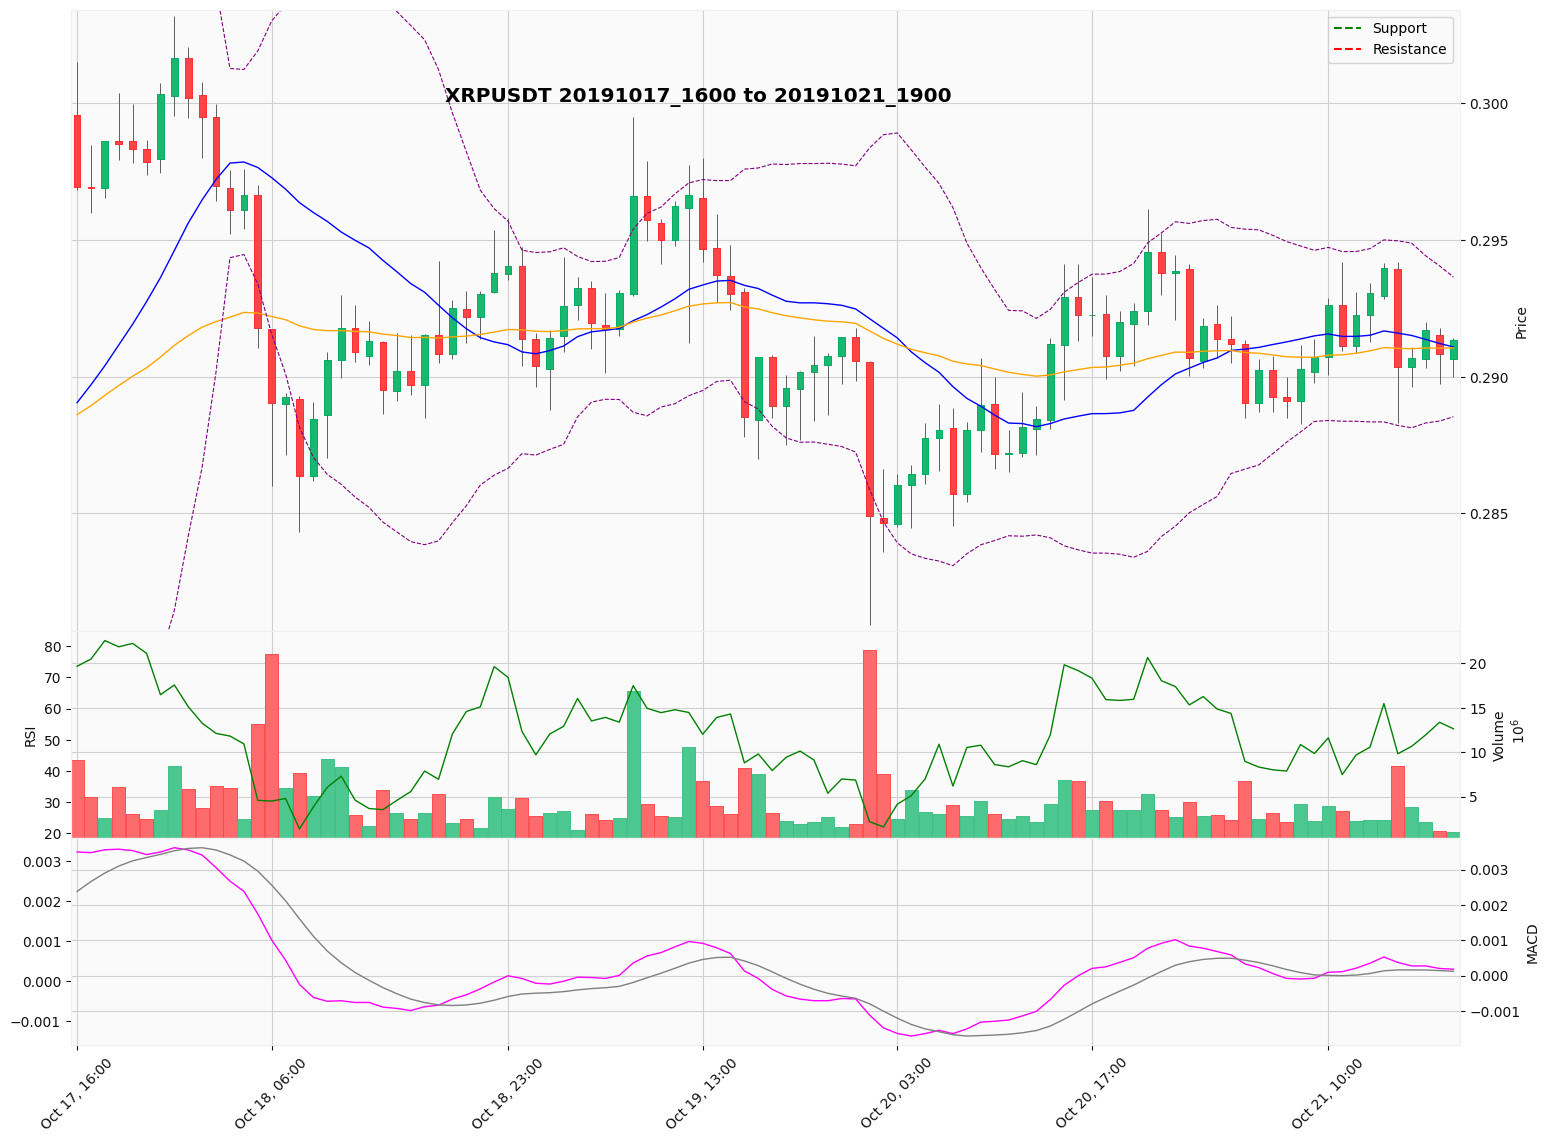 Support
Resistance
XRPUSDT 20191017_1600 to 20191021_1900
0.300
0.295
0.290
0.285
Price
80
70
60
50
40
30
20
RSI
20
15
10
5
Volume
10^6
0.003
0.002
0.001
0.000
−0.001
0.003
0.002
0.001
0.000
−0.001
MACD
Oct 17, 16:00
Oct 18, 06:00
Oct 18, 23:00
Oct 19, 13:00
Oct 20, 03:00
Oct 20, 17:00
Oct 21, 10:00